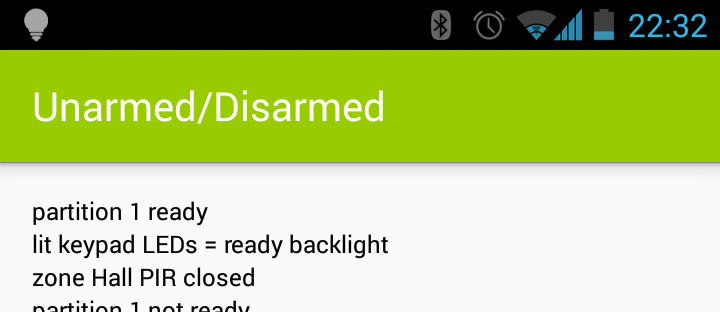 22:32
Unarmed/Disarmed
partition 1 ready
lit keypad LEDs = ready backlight
zone Hall PIR closed
partition 1 not ready